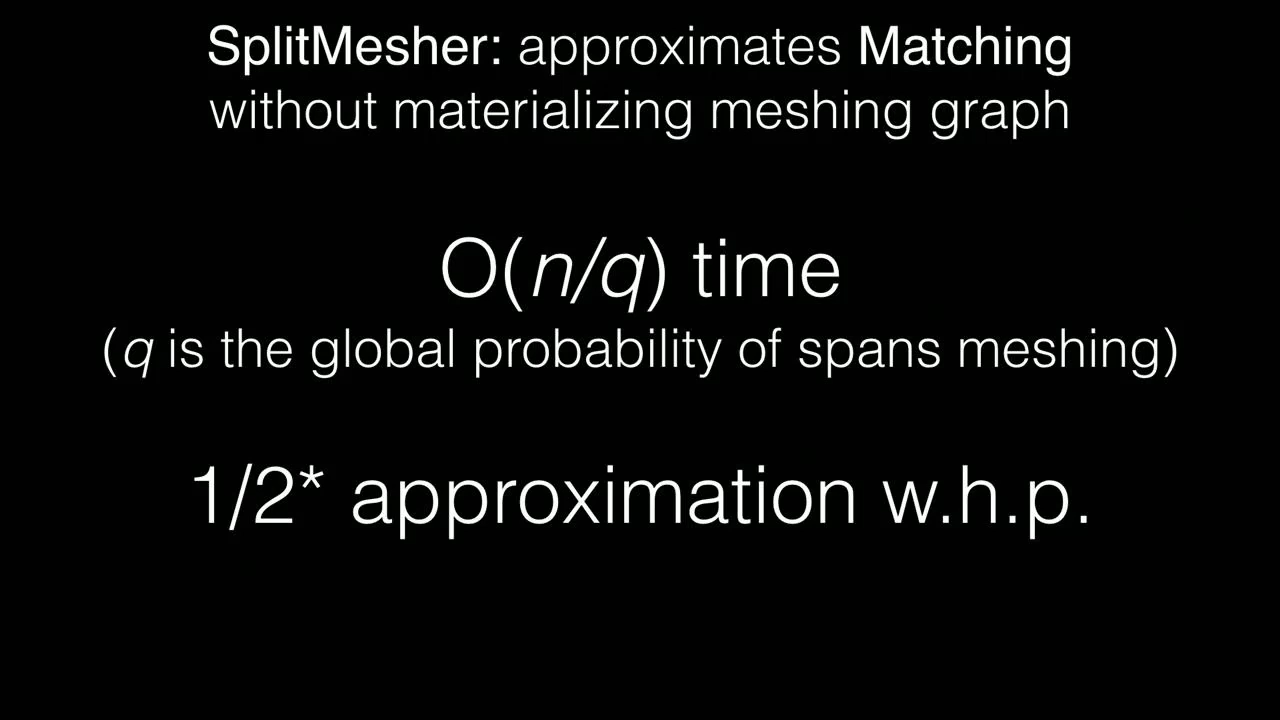 SplitMesher: approximates Matching
without materializing meshing graph
O(n/q) time
(q is the global probability of spans meshing)
1/2* approximation w.h.p.